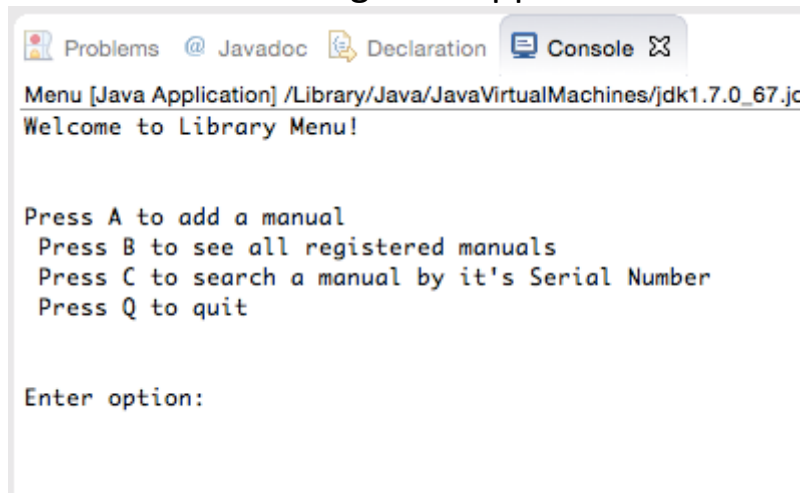 Problems @ Javadoc Declaration Console
Menu [Java Application] /Library/Java/JavaVirtualMachines/jdk1.7.0_67.jd
Welcome to Library Menu!
Press A to add a manual
Press B to see all registered manuals
Press C to search a manual by it's Serial Number
Press Q to quit
Enter option: